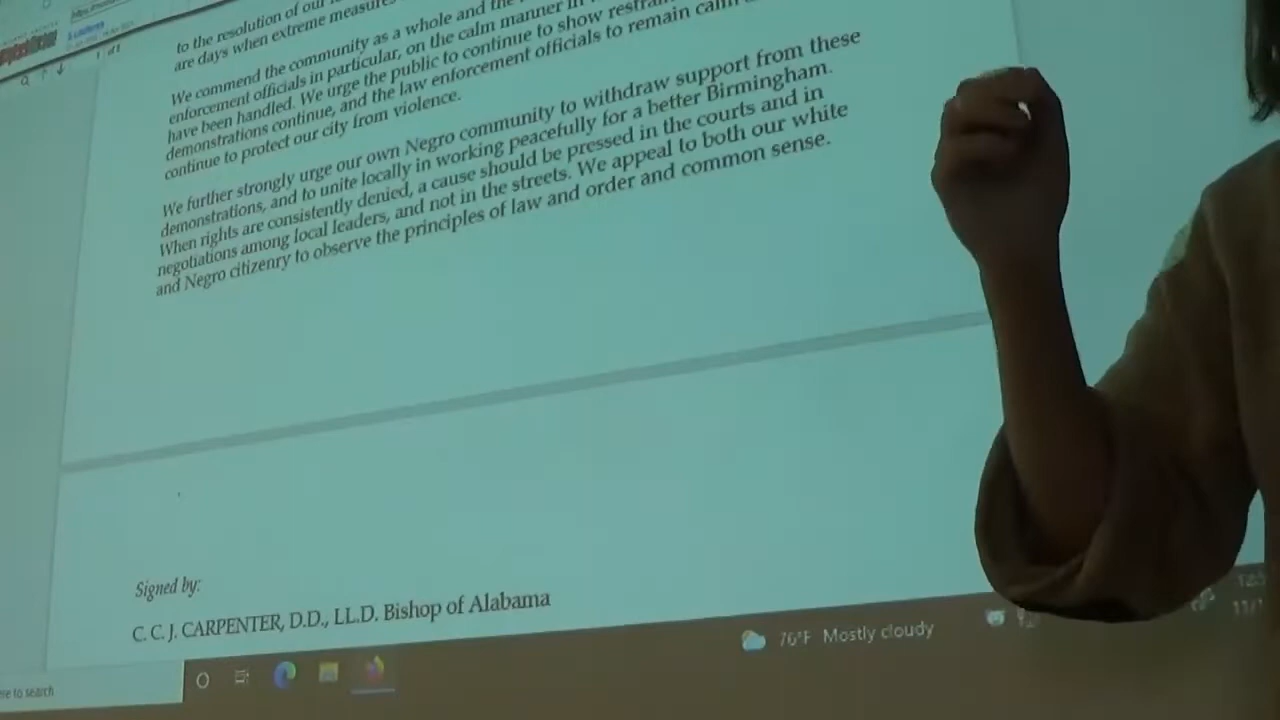 to the resolution of our
are days when extreme measures
We commend the community as a whole and the
enforcement officials in particular, on the calm manner in
have been handled. We urge the public to continue to show
demonstrations continue, and the law enforcement officials to remain calm
continue to protect our city from violence.
We further strongly urge our own Negro community to withdraw support from these
demonstrations, and to unite locally in working peacefully for a better Birmingham.
When rights are consistently denied, a cause should be pressed in the courts and in
negotiations among local leaders, and not in the streets. We appeal to both our white
and Negro citizenry to observe the principles of law and order and common sense.
Signed by:
C. C. J. CARPENTER, D.D., LL.D. Bishop of Alabama
76°F Mostly cloudy
to search